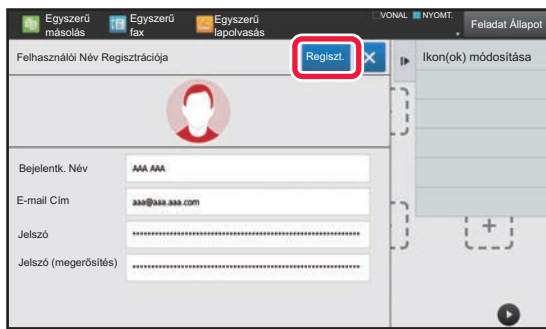 Egyszerű másolás
Egyszerű fax
Egyszerű lapolvasás
VONAL
NYOMT.
Feladat Állapot
Felhasználói Név Regisztrációja
Regiszt.
Ikon(ok) módosítása
Bejelentk. Név
AAA AAA
E-mail Cím
aaa@aaa.aaa.com
Jelszó
Jelszó (megerősítés)